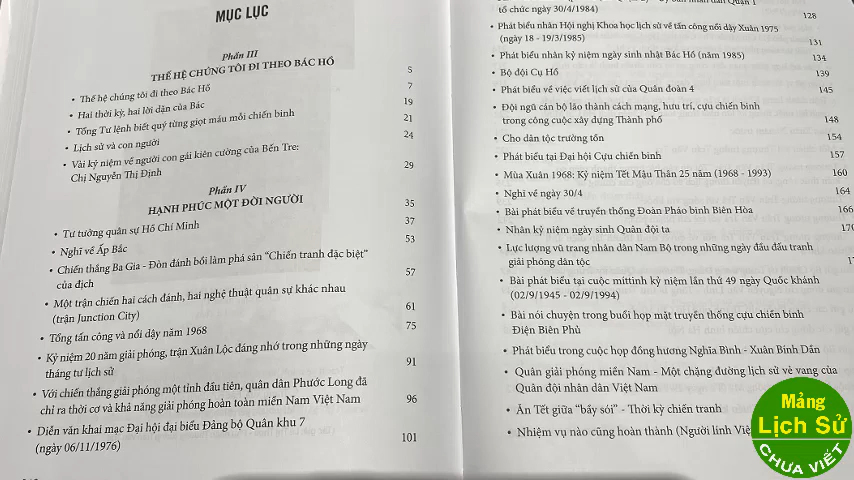 MỤC LỤC
Phần III
THẾ HỆ CHÚNG TÔI ĐI THEO BÁC HỒ 5
• Thế hệ chúng tôi đi theo Bác Hồ 7
• Hai thời kỳ, hai lời dặn của Bác 19
• Tổng Tư lệnh biết quý từng giọt máu mỗi chiến binh 21
• Lịch sử và con người 24
• Vài kỷ niệm về người con gái kiên cường của Bến Tre:
Chị Nguyễn Thị Định 29
Phần IV
HẠNH PHÚC MỘT ĐỜI NGƯỜI 35
• Tư tưởng quân sự Hồ Chí Minh 37
• Nghĩ về Ấp Bắc 53
• Chiến thắng Ba Gia - Đòn đánh bồi làm phá sản “Chiến tranh đặc biệt”
của địch 57
• Một trận chiến hai cách đánh, hai nghệ thuật quân sự khác nhau
(trận Junction City) 61
• Tổng tấn công và nổi dậy năm 1968 75
• Kỷ niệm 20 năm giải phóng, trận Xuân Lộc đáng nhớ trong những ngày
tháng tư lịch sử 91
• Với chiến thắng giải phóng một tỉnh đầu tiên, quân dân Phước Long đã
chỉ ra thời cơ và khả năng giải phóng hoàn toàn miền Nam Việt Nam 96
• Diễn văn khai mạc Đại hội đại biểu Đảng bộ Quân khu 7
(ngày 06/11/1976) 101
tổ chức ngày 30/4/1984) 128
• Phát biểu nhân Hội nghị Khoa học lịch sử về tấn công nổi dậy Xuân 1975
(ngày 18 - 19/3/1985) 131
• Phát biểu nhân kỷ niệm ngày sinh nhật Bác Hồ (năm 1985) 134
• Bộ đội Cụ Hồ 139
• Phát biểu về việc viết lịch sử của Quân đoàn 4 145
• Đội ngũ cán bộ lão thành cách mạng, hưu trí, cựu chiến binh
trong công cuộc xây dựng Thành phố 148
• Cho dân tộc trường tồn 154
• Phát biểu tại Đại hội Cựu chiến binh 157
• Mùa Xuân 1968: Kỷ niệm Tết Mậu Thân 25 năm (1968 - 1993) 160
• Nghĩ về ngày 30/4 164
• Bài phát biểu về truyền thống Đoàn Pháo binh Biên Hòa 166
• Nhân kỷ niệm ngày sinh Quân đội ta
• Lực lượng vũ trang nhân dân Nam Bộ trong những ngày đầu đấu tranh
giải phóng dân tộc
• Bài phát biểu tại cuộc mittinh kỷ niệm lần thứ 49 ngày Quốc khánh
(02/9/1945 - 02/9/1994)
• Bài nói chuyện trong buổi họp mặt truyền thống cựu chiến binh
Điện Biên Phủ
• Phát biểu trong cuộc họp đồng hương Nghĩa Bình - Xuân Bính Dần
• Quân giải phóng miền Nam - Một chặng đường lịch sử vẻ vang của
Quân đội nhân dân Việt Nam
• Ăn Tết giữa “bầy sói” - Thời kỳ chiến tranh
• Nhiệm vụ nào cũng hoàn thành (Người lính
Mảng
Lịch Sử
CHƯA VIẾT